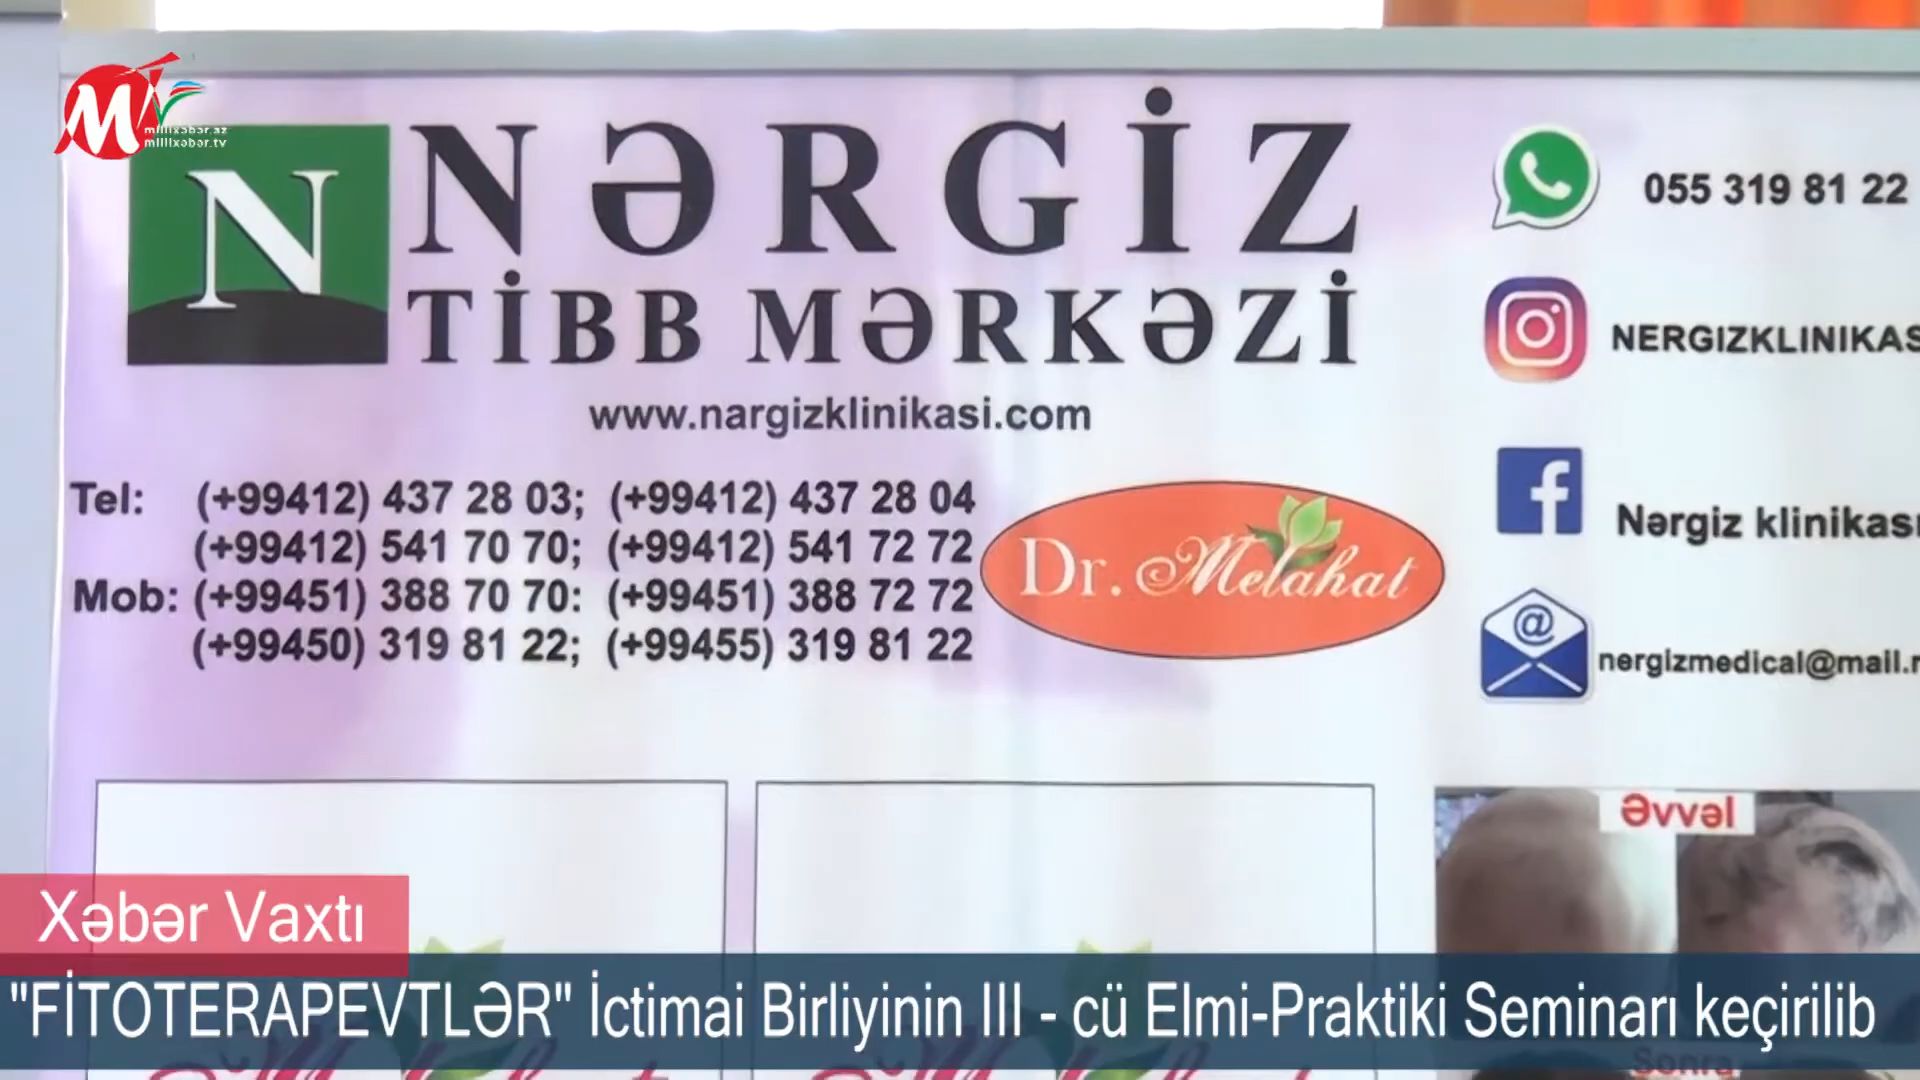 millixəbər.az
millixəbər.tv
N
NƏRGİZ
TİBB MƏRKƏZİ
www.nargizklinikasi.com
Tel: (+99412) 437 28 03; (+99412) 437 28 04
(+99412) 541 70 70; (+99412) 541 72 72
Mob: (+99451) 388 70 70: (+99451) 388 72 72
(+99450) 319 81 22; (+99455) 319 81 22
Dr. Melahat
055 319 81 22
NERGIZKLINIKAS
Nərgiz klinikası
nergizmedical@mail.r
Əvvəl
Xəbər Vaxtı
"FİTOTERAPEVTLƏR" İctimai Birliyinin III - cü Elmi-Praktiki Seminarı keçirilib
Sonra